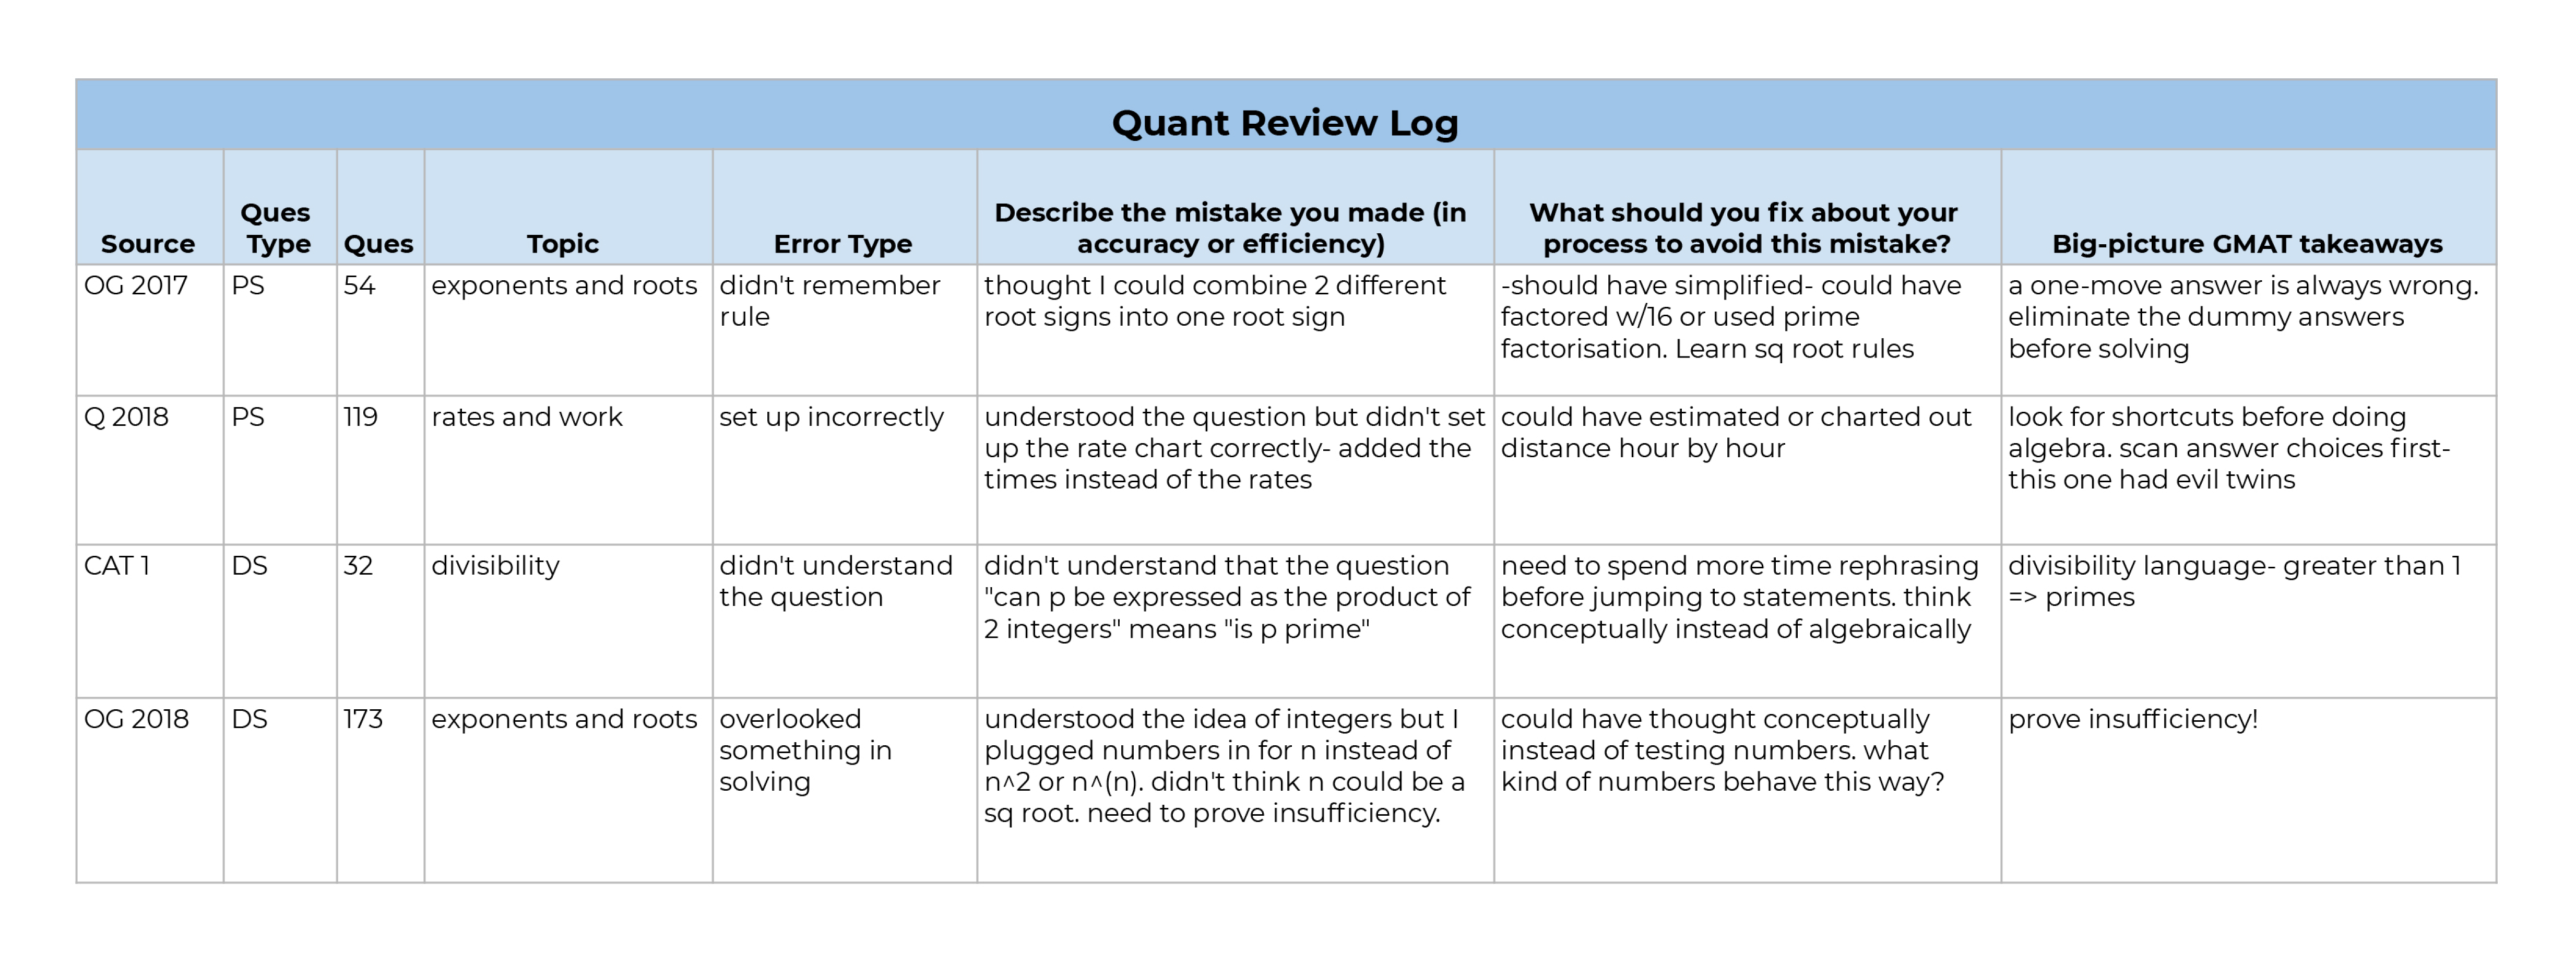 Quant Review Log
Source
Ques
Type
Ques
Topic
Error Type
Describe the mistake you made (in
accuracy or efficiency)
What should you fix about your
process to avoid this mistake?
Big-picture GMAT takeaways
OG 2017
PS
54
exponents and roots
didn't remember
rule
thought I could combine 2 different
root signs into one root sign
-should have simplified- could have
factored w/16 or used prime
factorisation. Learn sq root rules
a one-move answer is always wrong.
eliminate the dummy answers
before solving
Q 2018
PS
119
rates and work
set up incorrectly
understood the question but didn't set
up the rate chart correctly- added the
times instead of the rates
could have estimated or charted out
distance hour by hour
look for shortcuts before doing
algebra. scan answer choices first-
this one had evil twins
CAT 1
DS
32
divisibility
didn't understand
the question
didn't understand that the question
"can p be expressed as the product of
2 integers" means "is p prime"
need to spend more time rephrasing
before jumping to statements. think
conceptually instead of algebraically
divisibility language- greater than 1
=> primes
OG 2018
DS
173
exponents and roots
overlooked
something in
solving
understood the idea of integers but I
plugged numbers in for n instead of
n^2 or n^(n). didn't think n could be a
sq root. need to prove insufficiency.
could have thought conceptually
instead of testing numbers. what
kind of numbers behave this way?
prove insufficiency!